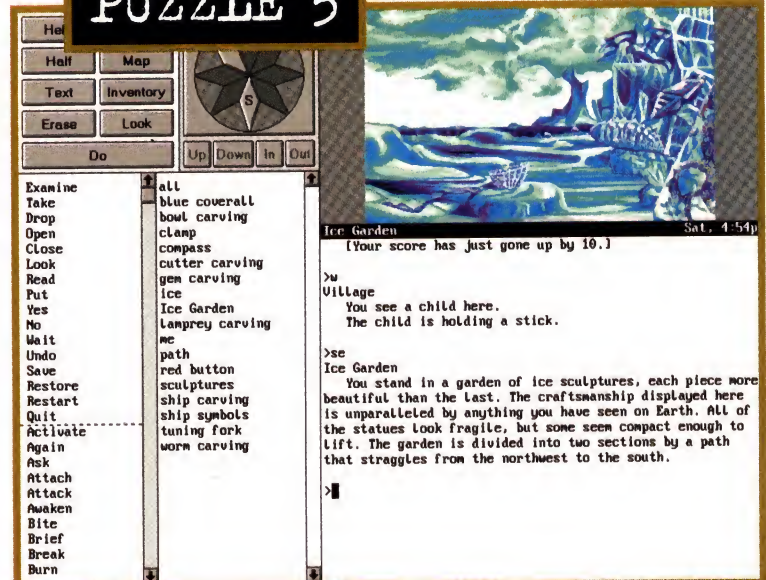 PUZZLE 5
Half
Map
Text
Inventory
Erase
Look
Do
S
Up
Down
In
Out
Examine
Take
Drop
Open
Close
Look
Read
Put
Yes
No
Wait
Undo
Save
Restore
Restart
Quit
Activate
Again
Ask
Attach
Attack
Awaken
Bite
Brief
Break
Burn
all
blue coverall
bowl carving
clamp
compass
cutter carving
gem carving
ice
Ice Garden
lamprey carving
me
path
red button
sculptures
ship carving
ship symbols
tuning fork
worm carving
Ice Garden Sat, 4:54p
[Your score has just gone up by 10.]
>w
Village
You see a child here.
The child is holding a stick.
>se
Ice Garden
You stand in a garden of ice sculptures, each piece more
beautiful than the last. The craftsmanship displayed here
is unparalleled by anything you have seen on Earth. All of
the statues look fragile, but some seem compact enough to
lift. The garden is divided into two sections by a path
that straggles from the northwest to the south.
>